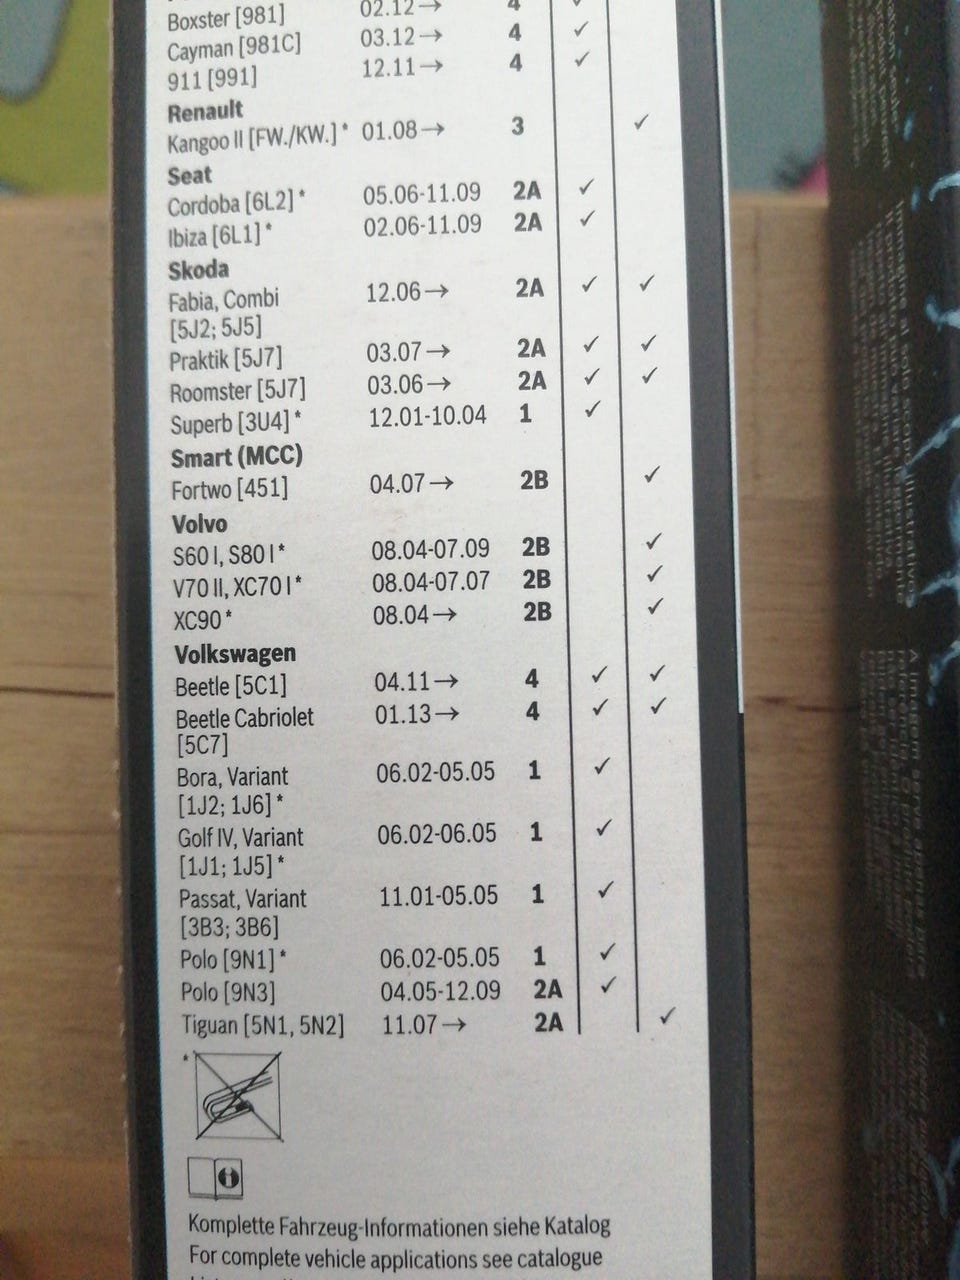 Boxster [981] 02.12→ 4 ✓
Cayman [981C] 03.12→ 4 ✓
911 [991] 12.11→ 4 ✓
Renault
Kangoo II [FW./KW.]* 01.08→ 3 ✓
Seat
Cordoba [6L2]* 05.06-11.09 2A ✓
Ibiza [6L1]* 02.06-11.09 2A ✓
Skoda
Fabia, Combi 12.06→ 2A ✓ ✓
[5J2; 5J5]
Praktik [5J7] 03.07→ 2A ✓ ✓
Roomster [5J7] 03.06→ 2A ✓ ✓
Superb [3U4]* 12.01-10.04 1 ✓
Smart (MCC)
Fortwo [451] 04.07→ 2B ✓
Volvo
S60 I, S80 I* 08.04-07.09 2B ✓
V70 II, XC70 I* 08.04-07.07 2B ✓
XC90* 08.04→ 2B ✓
Volkswagen
Beetle [5C1] 04.11→ 4 ✓ ✓
Beetle Cabriolet 01.13→ 4 ✓ ✓
[5C7]
Bora, Variant 06.02-05.05 1 ✓
[1J2; 1J6]*
Golf IV, Variant 06.02-06.05 1 ✓
[1J1; 1J5]*
Passat, Variant 11.01-05.05 1 ✓
[3B3; 3B6]
Polo [9N1]* 06.02-05.05 1 ✓
Polo [9N3] 04.05-12.09 2A ✓
Tiguan [5N1, 5N2] 11.07→ 2A ✓
*
Komplette Fahrzeug-Informationen siehe Katalog
For complete vehicle applications see catalogue